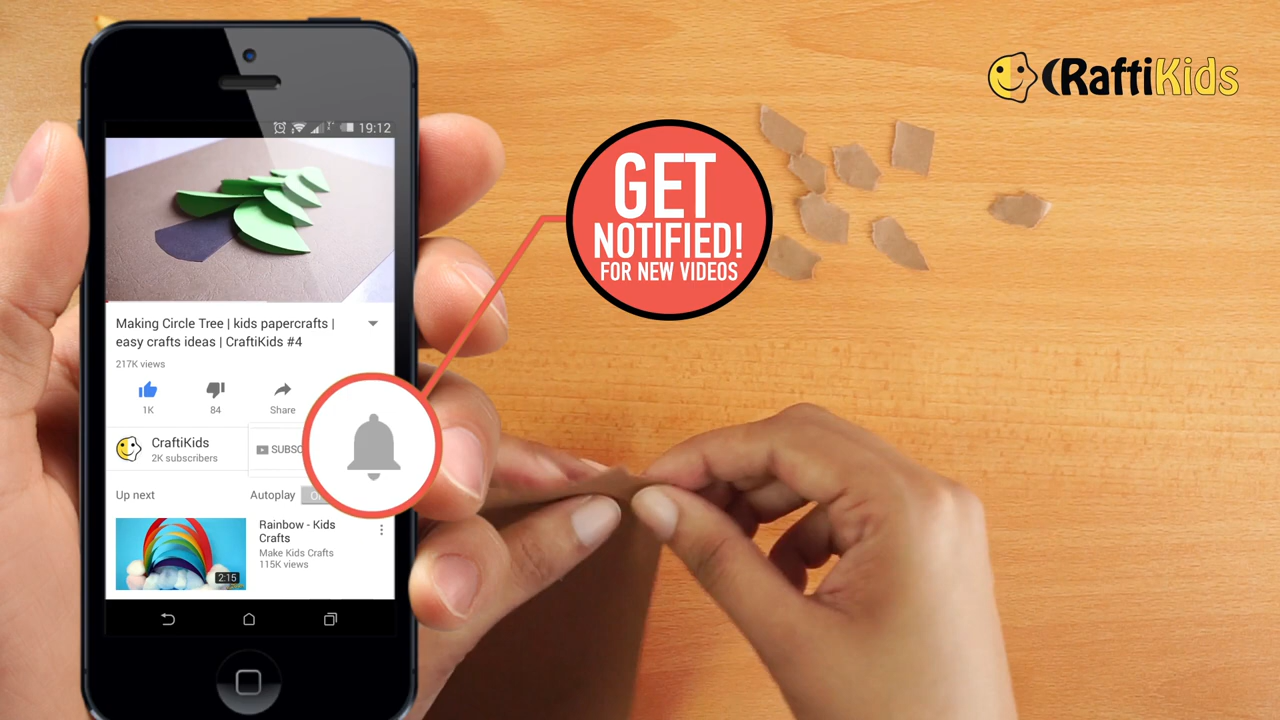 19:12
CRaftiKids
GET
NOTIFIED!
FOR NEW VIDEOS
Making Circle Tree | kids papercrafts |
easy crafts ideas | CraftiKids #4
217K views
1K
84
Share
CraftiKids
2K subscribers
SUBSC
Up next
Autoplay
Rainbow - Kids
Crafts
Make Kids Crafts
115K views
2:15